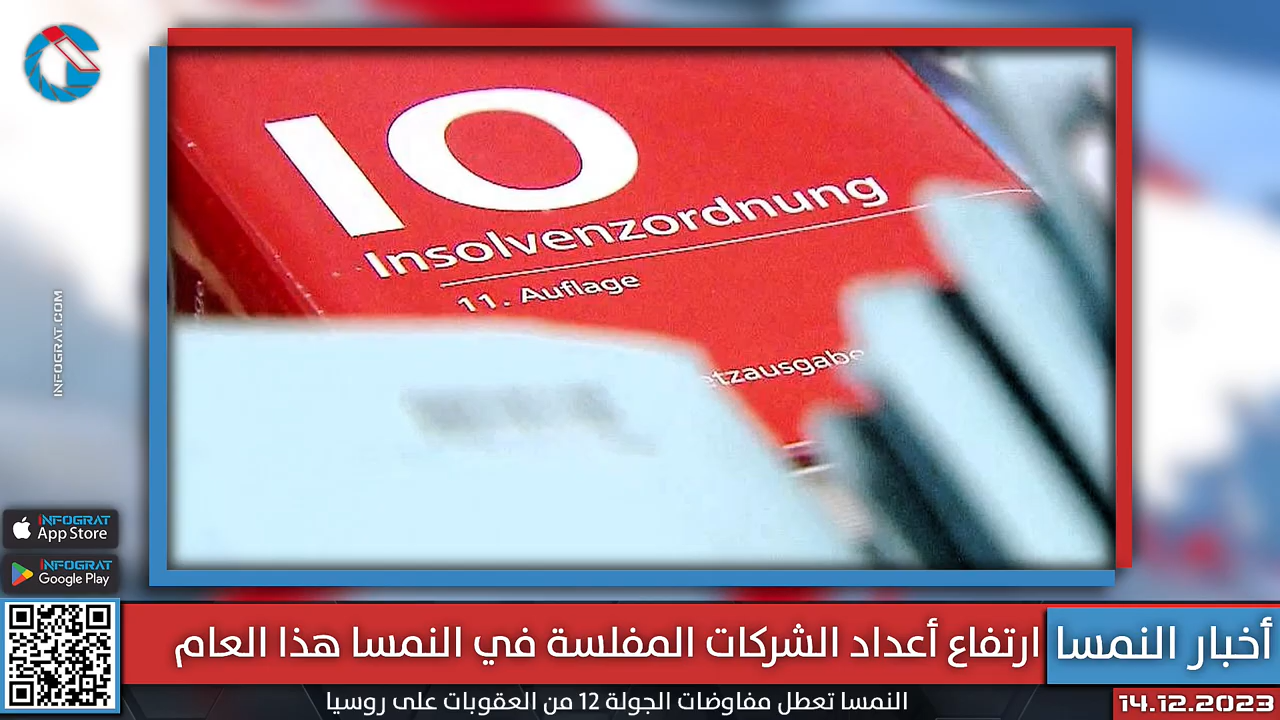 IO
Insolvenzordnung
11. Auflage
etzausgabe
INFOGRAT.COM
INFOGRAT
App Store
INFOGRAT
Google Play
أخبار النمسا
ارتفاع أعداد الشركات المفلسة في النمسا هذا العام
النمسا تعطل مفاوضات الجولة 12 من العقوبات على روسيا
14.12.2023